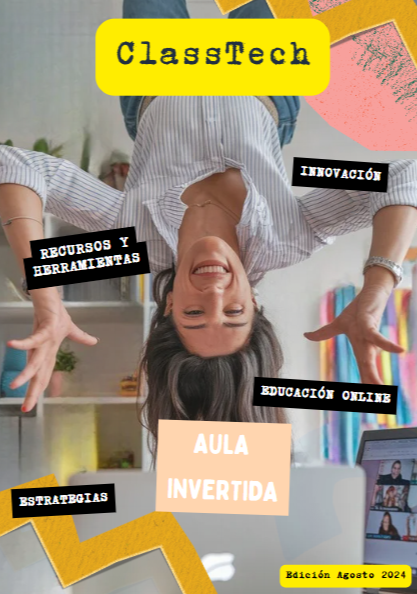 ClassTech
INNOVACIÓN
RECURSOS Y
HERRAMIENTAS
EDUCACIÓN ONLINE
AULA
INVERTIDA
ESTRATEGIAS
Edición Agosto 2024